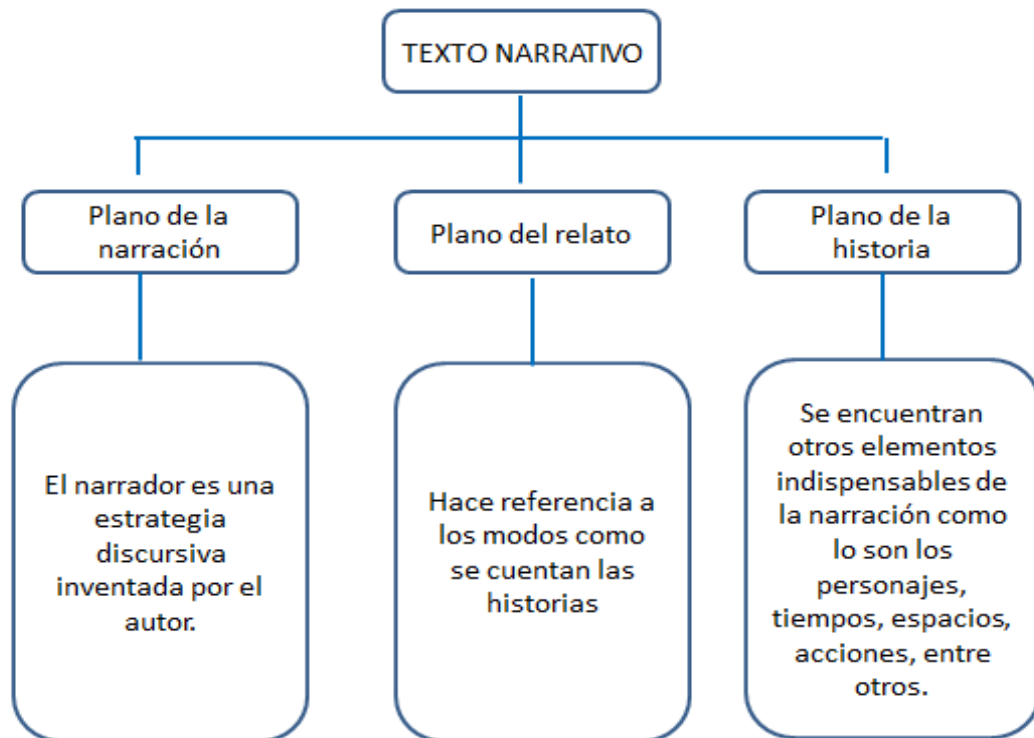 TEXTO NARRATIVO
Plano de la
narración
Plano del relato
Plano de la
historia
El narrador es una
estrategia
discursiva
inventada por el
autor.
Hace referencia a
los modos como
se cuentan las
historias
Se encuentran
otros elementos
indispensables de
la narración como
lo son los
personajes,
tiempos, espacios,
acciones, entre
otros.